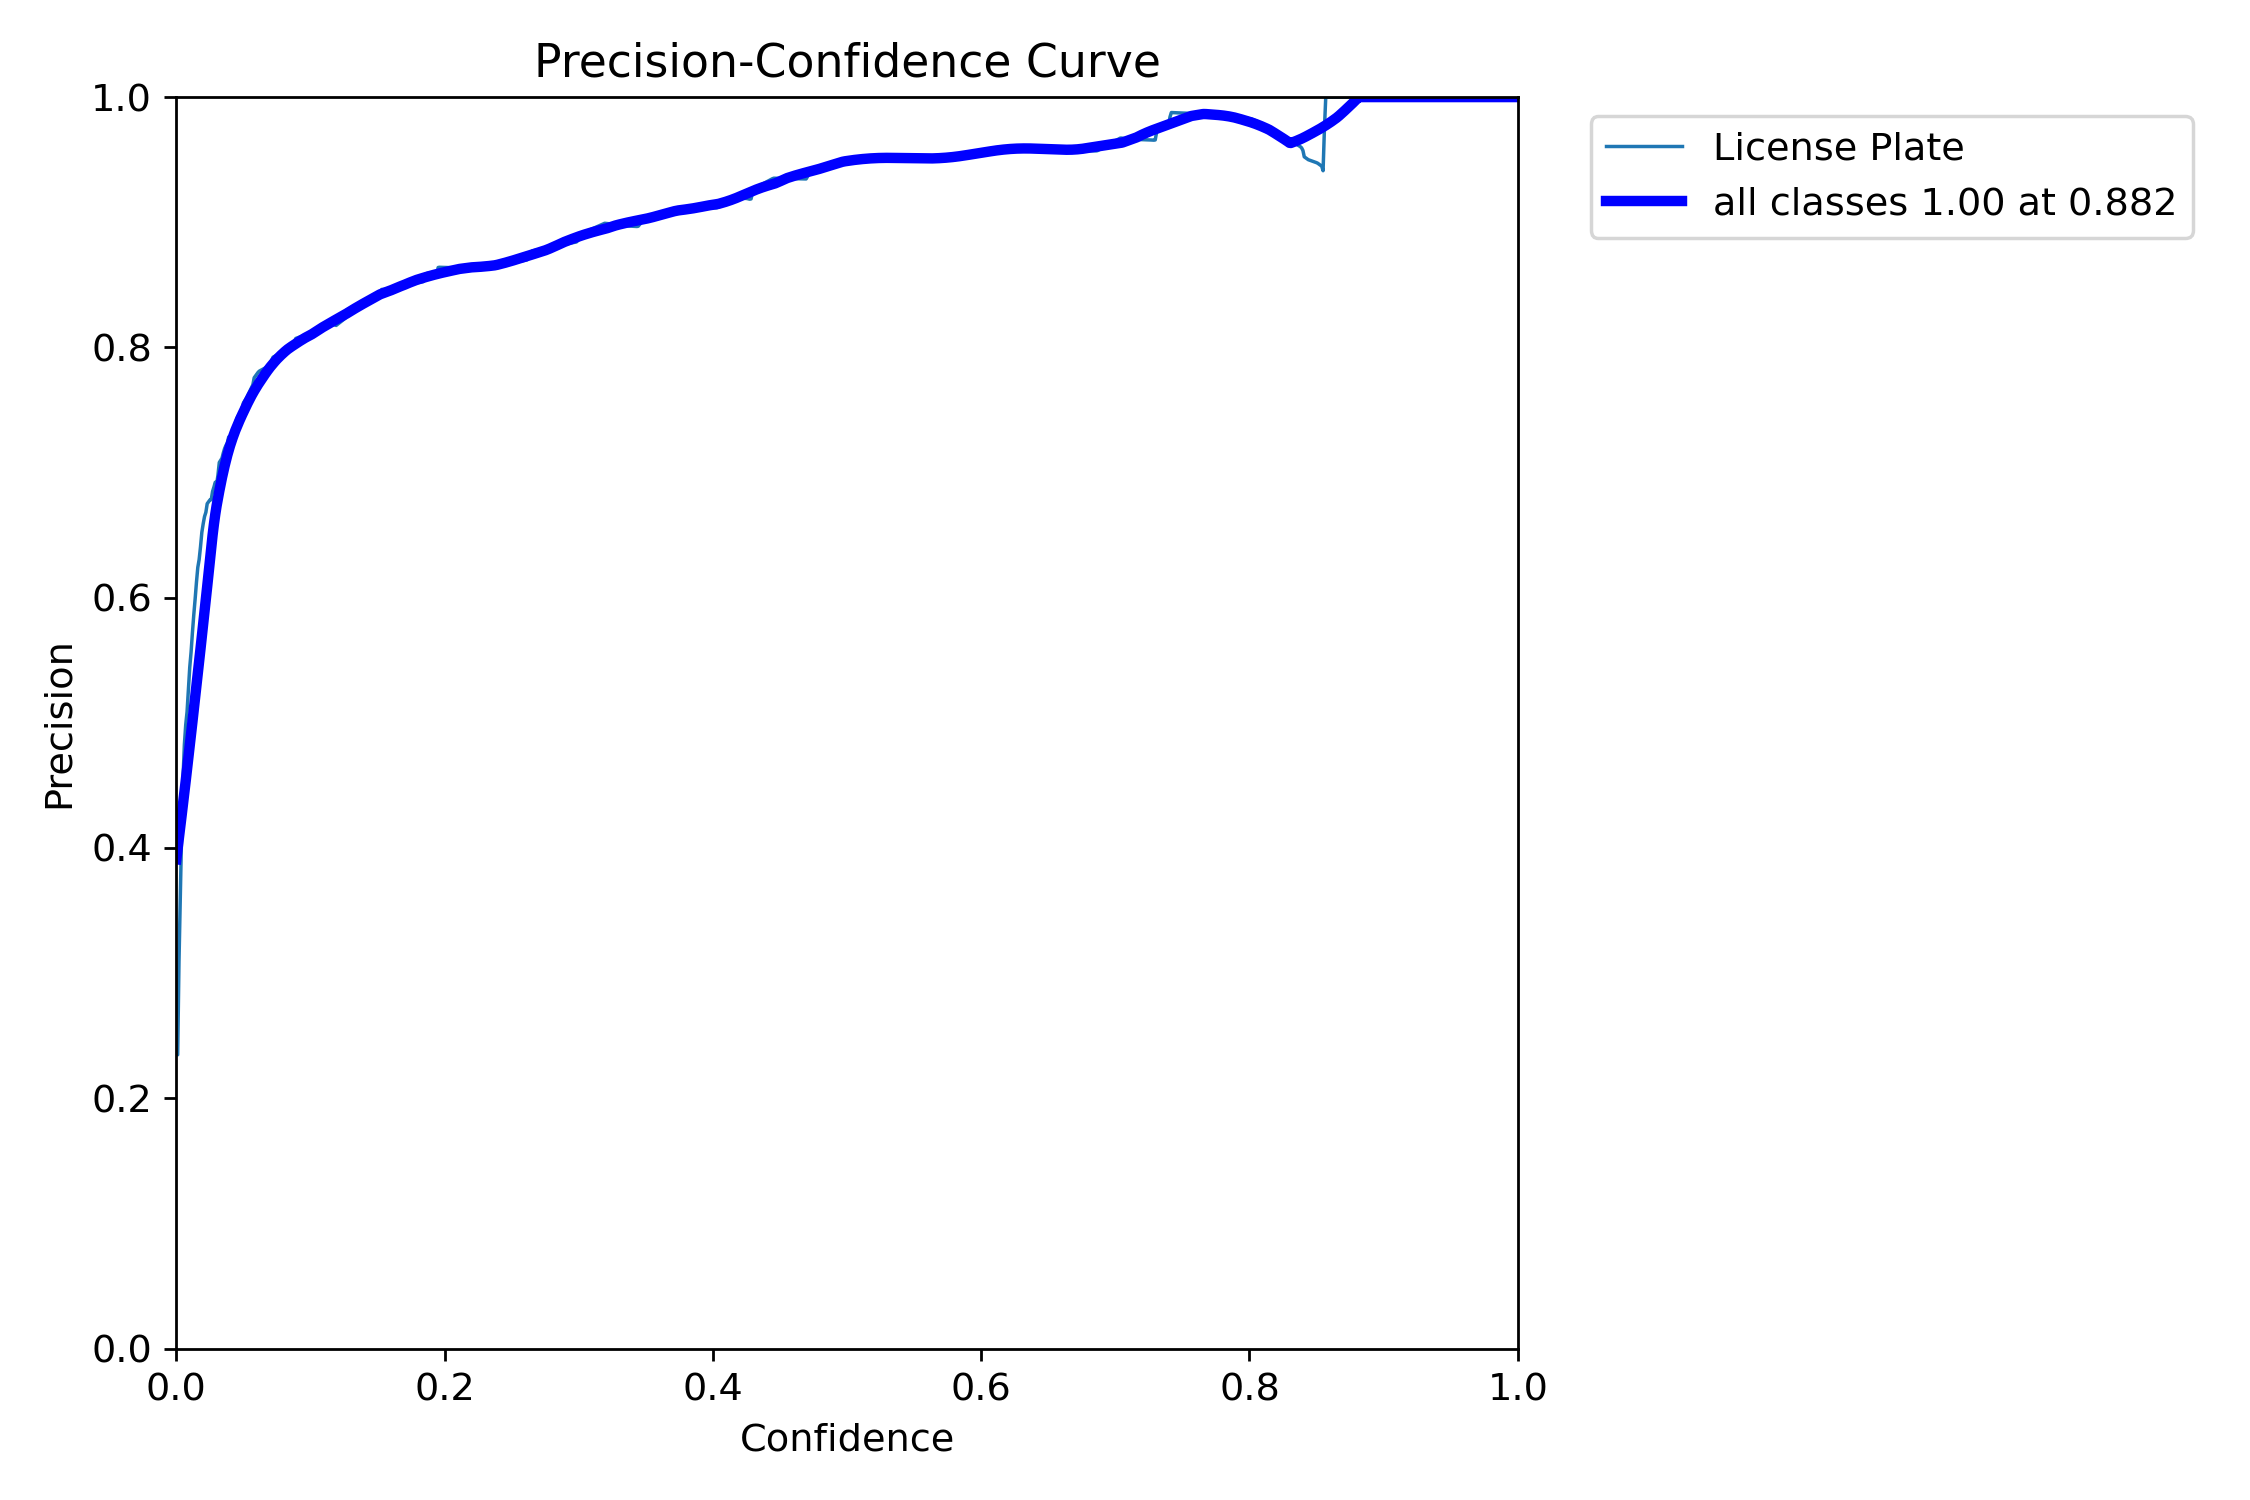 Precision-Confidence Curve
1.0
0.8
0.6
0.4
0.2
0.0
Precision
0.0 0.2 0.4 0.6 0.8 1.0
Confidence
License Plate
all classes 1.00 at 0.882